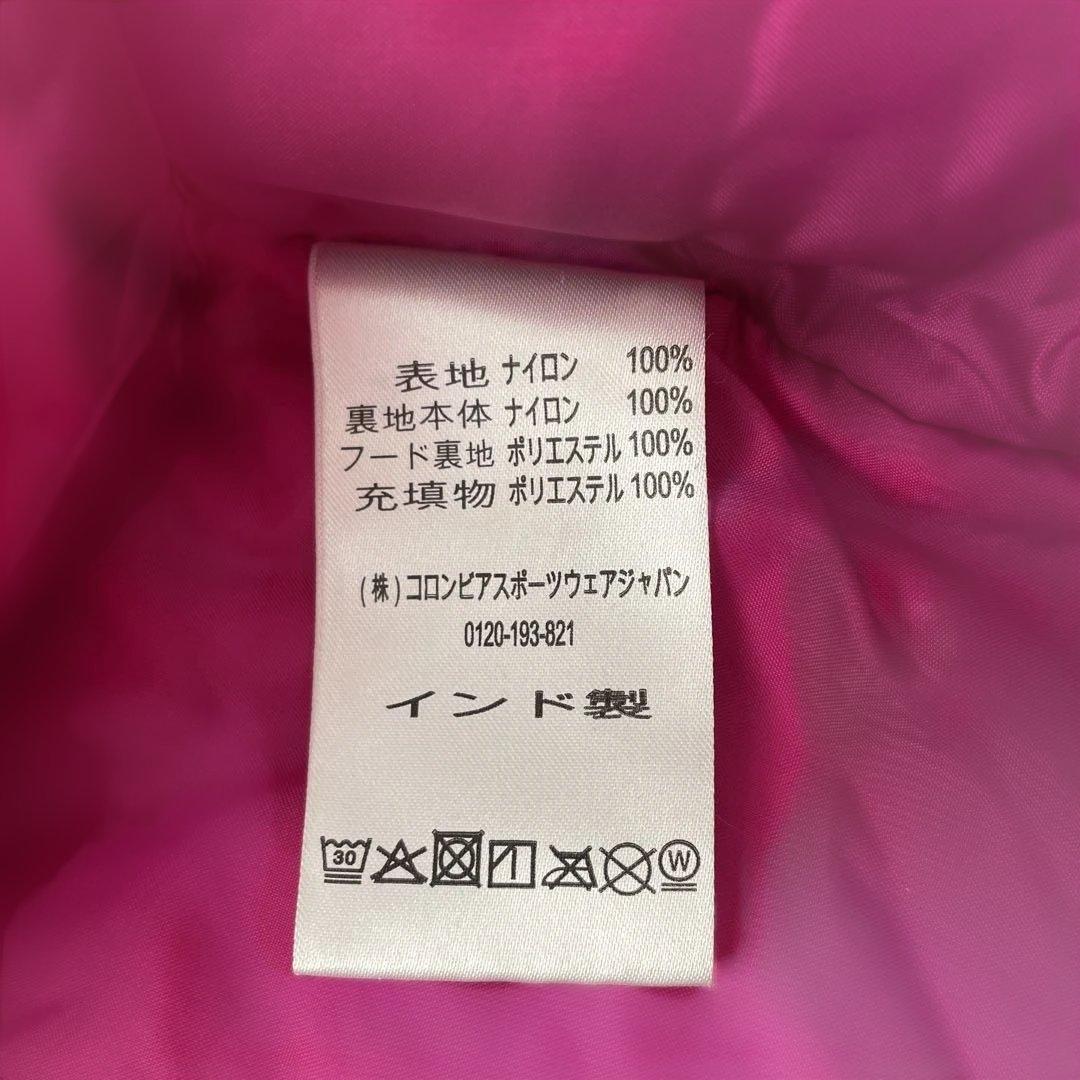 表地 ナイロン 100%
裏地本体 ナイロン 100%
フード裏地 ポリエステル 100%
充填物 ポリエステル 100%
(株)コロンビアスポーツウェアジャパン
0120-193-821
インド製
30 W